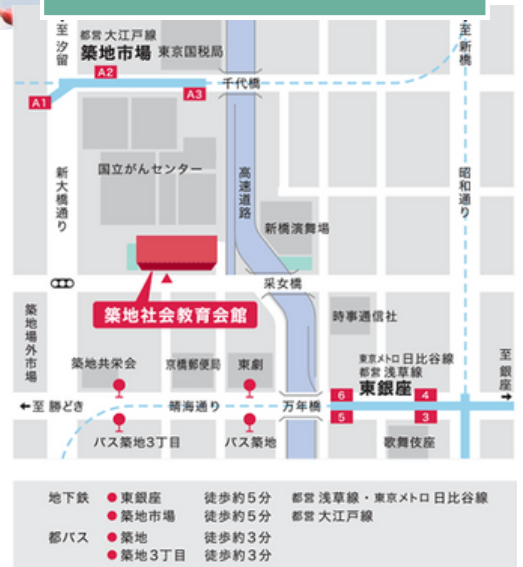 至 汐留
都営 大江戸線
築地市場
東京国税局
至 新橋
A2
A1
A3
千代橋
国立がんセンター
新大橋通り
高速道路
昭和通り
新橋演舞場
采女橋
築地社会教育会館
築地場外市場
時事通信社
築地共栄会
京橋郵便局
東劇
東京メトロ 日比谷線
都営 浅草線
東銀座
至 銀座→
6
4
←至 勝どき
晴海通り
万年橋
5
3
バス築地3丁目
バス築地
歌舞伎座
地下鉄 ●東銀座 徒歩約5分 都営 浅草線・東京メトロ 日比谷線
●築地市場 徒歩約5分 都営 大江戸線
都バス ●築地 徒歩約3分
●築地3丁目 徒歩約3分